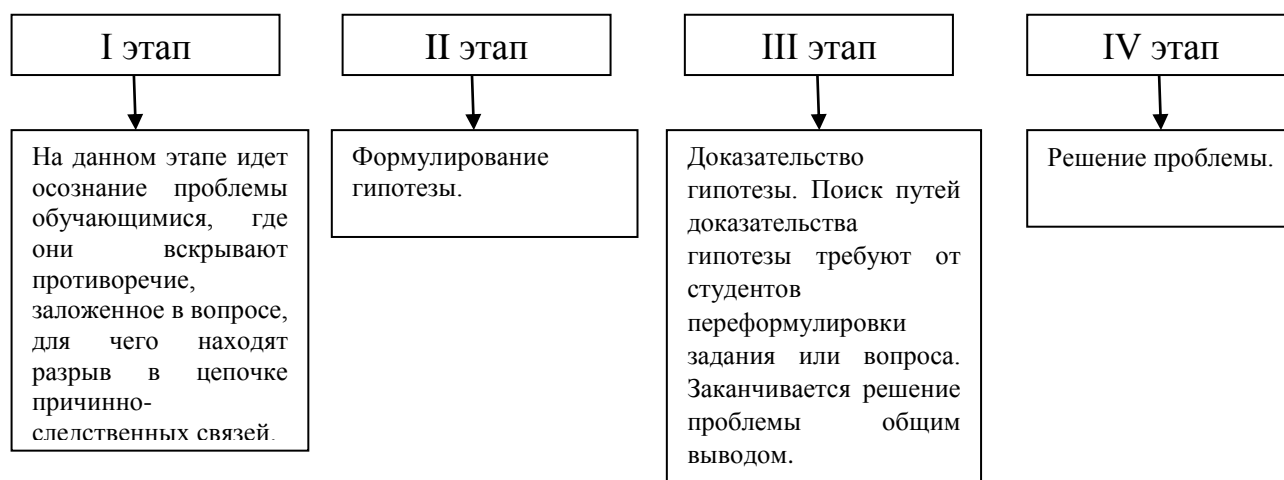 I этап
На данном этапе идет
осознание проблемы
обучающимися, где
они вскрывают
противоречие,
заложенное в вопросе,
для чего находят
разрыв в цепочке
причинно-
следственных связей.
II этап
Формулирование
гипотезы.
III этап
Доказательство
гипотезы. Поиск путей
доказательства
гипотезы требуют от
студентов
переформулировки
задания или вопроса.
Заканчивается решение
проблемы общим
выводом.
IV этап
Решение проблемы.